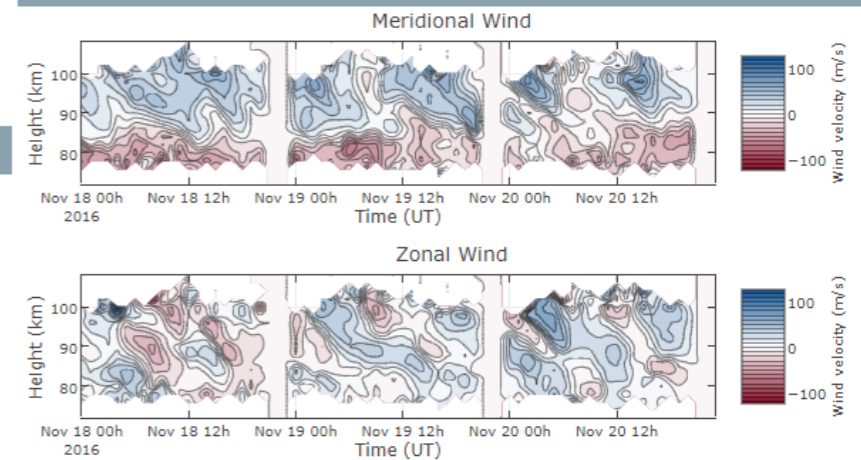 Meridional Wind
Height (km)
100
90
80
Nov 18 00h Nov 18 12h Nov 19 00h Nov 19 12h Nov 20 00h Nov 20 12h
2016
Time (UT)
100
0
−100
Wind velocity (m/s)
Zonal Wind
Height (km)
100
90
80
Nov 18 00h Nov 18 12h Nov 19 00h Nov 19 12h Nov 20 00h Nov 20 12h
2016
Time (UT)
100
0
−100
Wind velocity (m/s)